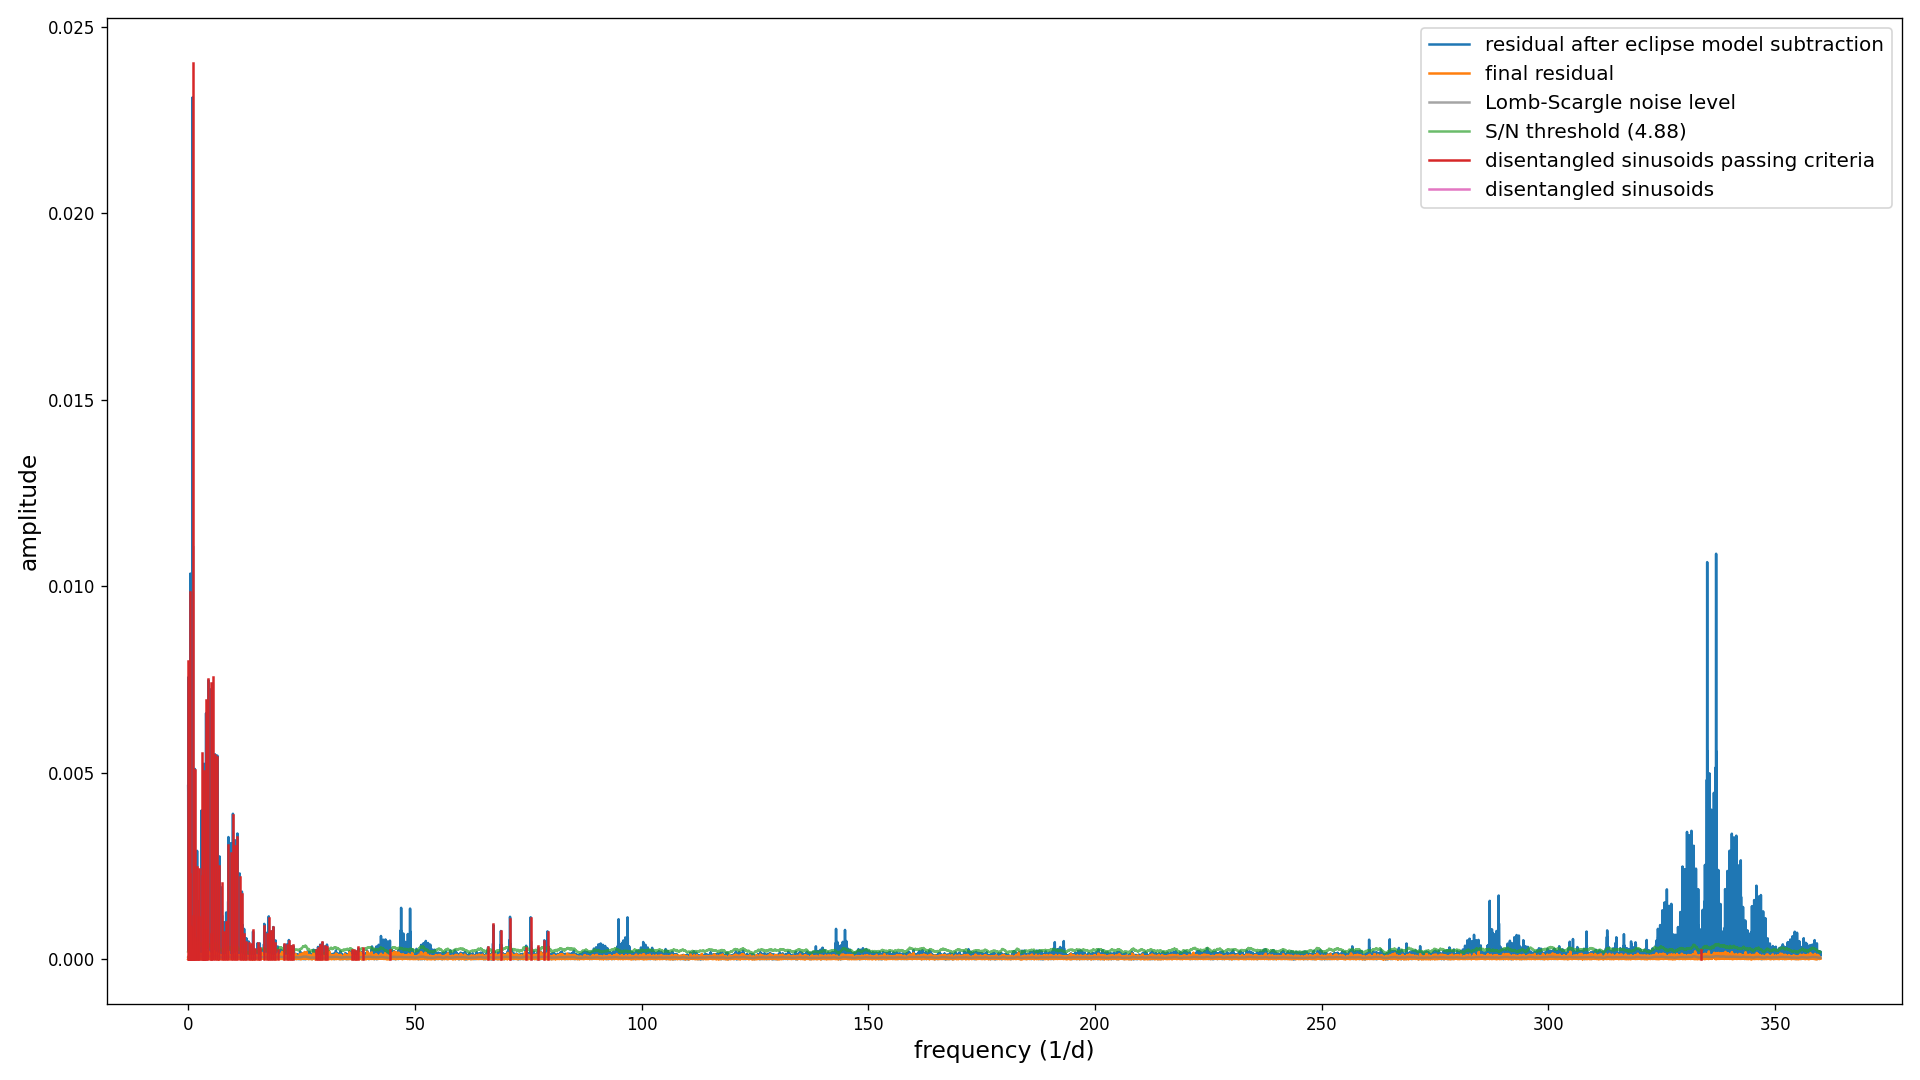 0.025
0.020
0.015
0.010
0.005
0.000
amplitude
0
50
100
150
200
250
300
350
frequency (1/d)
residual after eclipse model subtraction
final residual
Lomb-Scargle noise level
S/N threshold (4.88)
disentangled sinusoids passing criteria
disentangled sinusoids